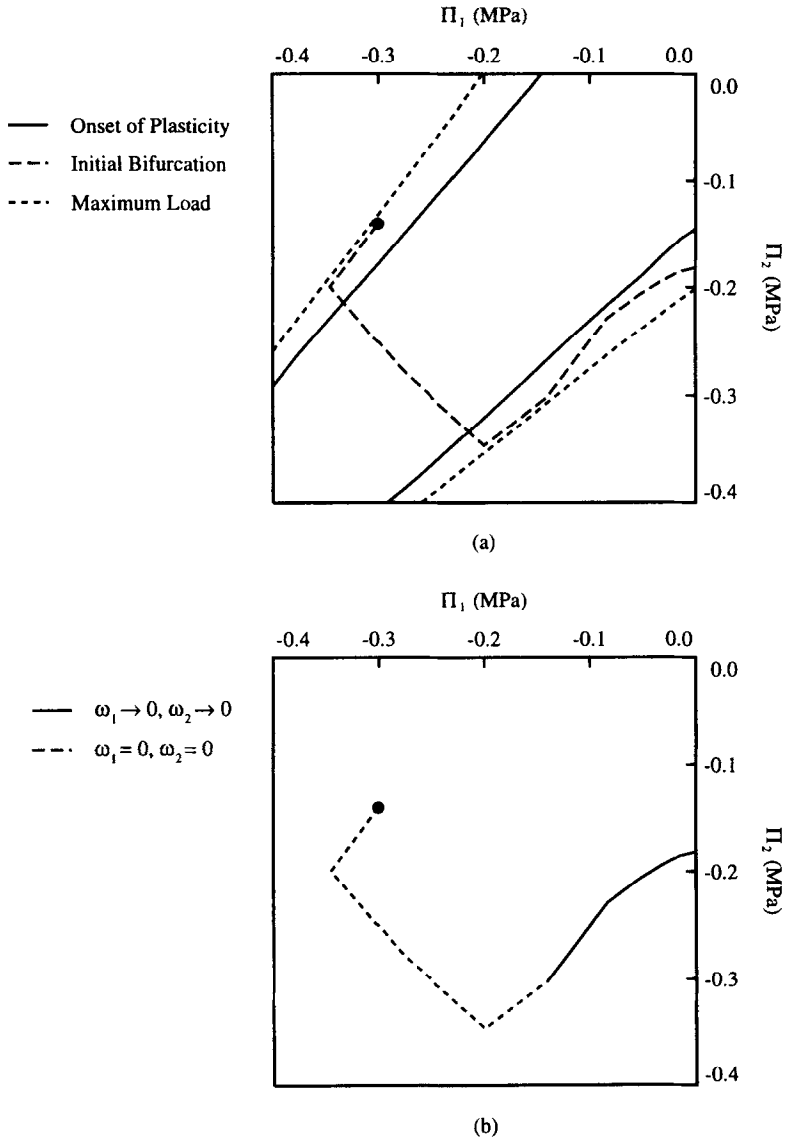 Π₁ (MPa)
-0.4 -0.3 -0.2 -0.1 0.0
0.0
-0.1
-0.2
-0.3
-0.4
Π₂ (MPa)
Onset of Plasticity
Initial Bifurcation
Maximum Load
(a)
Π₁ (MPa)
-0.4 -0.3 -0.2 -0.1 0.0
0.0
-0.1
-0.2
-0.3
-0.4
Π₂ (MPa)
ω₁ → 0, ω₂ → 0
ω₁ = 0, ω₂ = 0
(b)